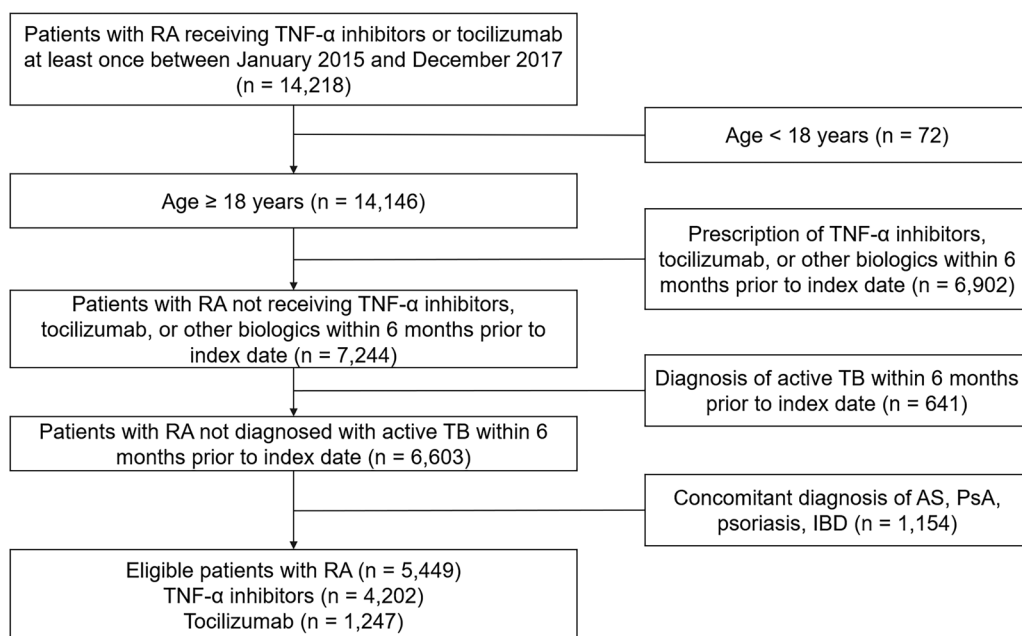 Patients with RA receiving TNF-α inhibitors or tocilizumab
at least once between January 2015 and December 2017
(n = 14,218)
Age < 18 years (n = 72)
Age ≥ 18 years (n = 14,146)
Prescription of TNF-α inhibitors,
tocilizumab, or other biologics within 6
months prior to index date (n = 6,902)
Patients with RA not receiving TNF-α inhibitors,
tocilizumab, or other biologics within 6 months prior to
index date (n = 7,244)
Diagnosis of active TB within 6 months
prior to index date (n = 641)
Patients with RA not diagnosed with active TB within 6
months prior to index date (n = 6,603)
Concomitant diagnosis of AS, PsA,
psoriasis, IBD (n = 1,154)
Eligible patients with RA (n = 5,449)
TNF-α inhibitors (n = 4,202)
Tocilizumab (n = 1,247)